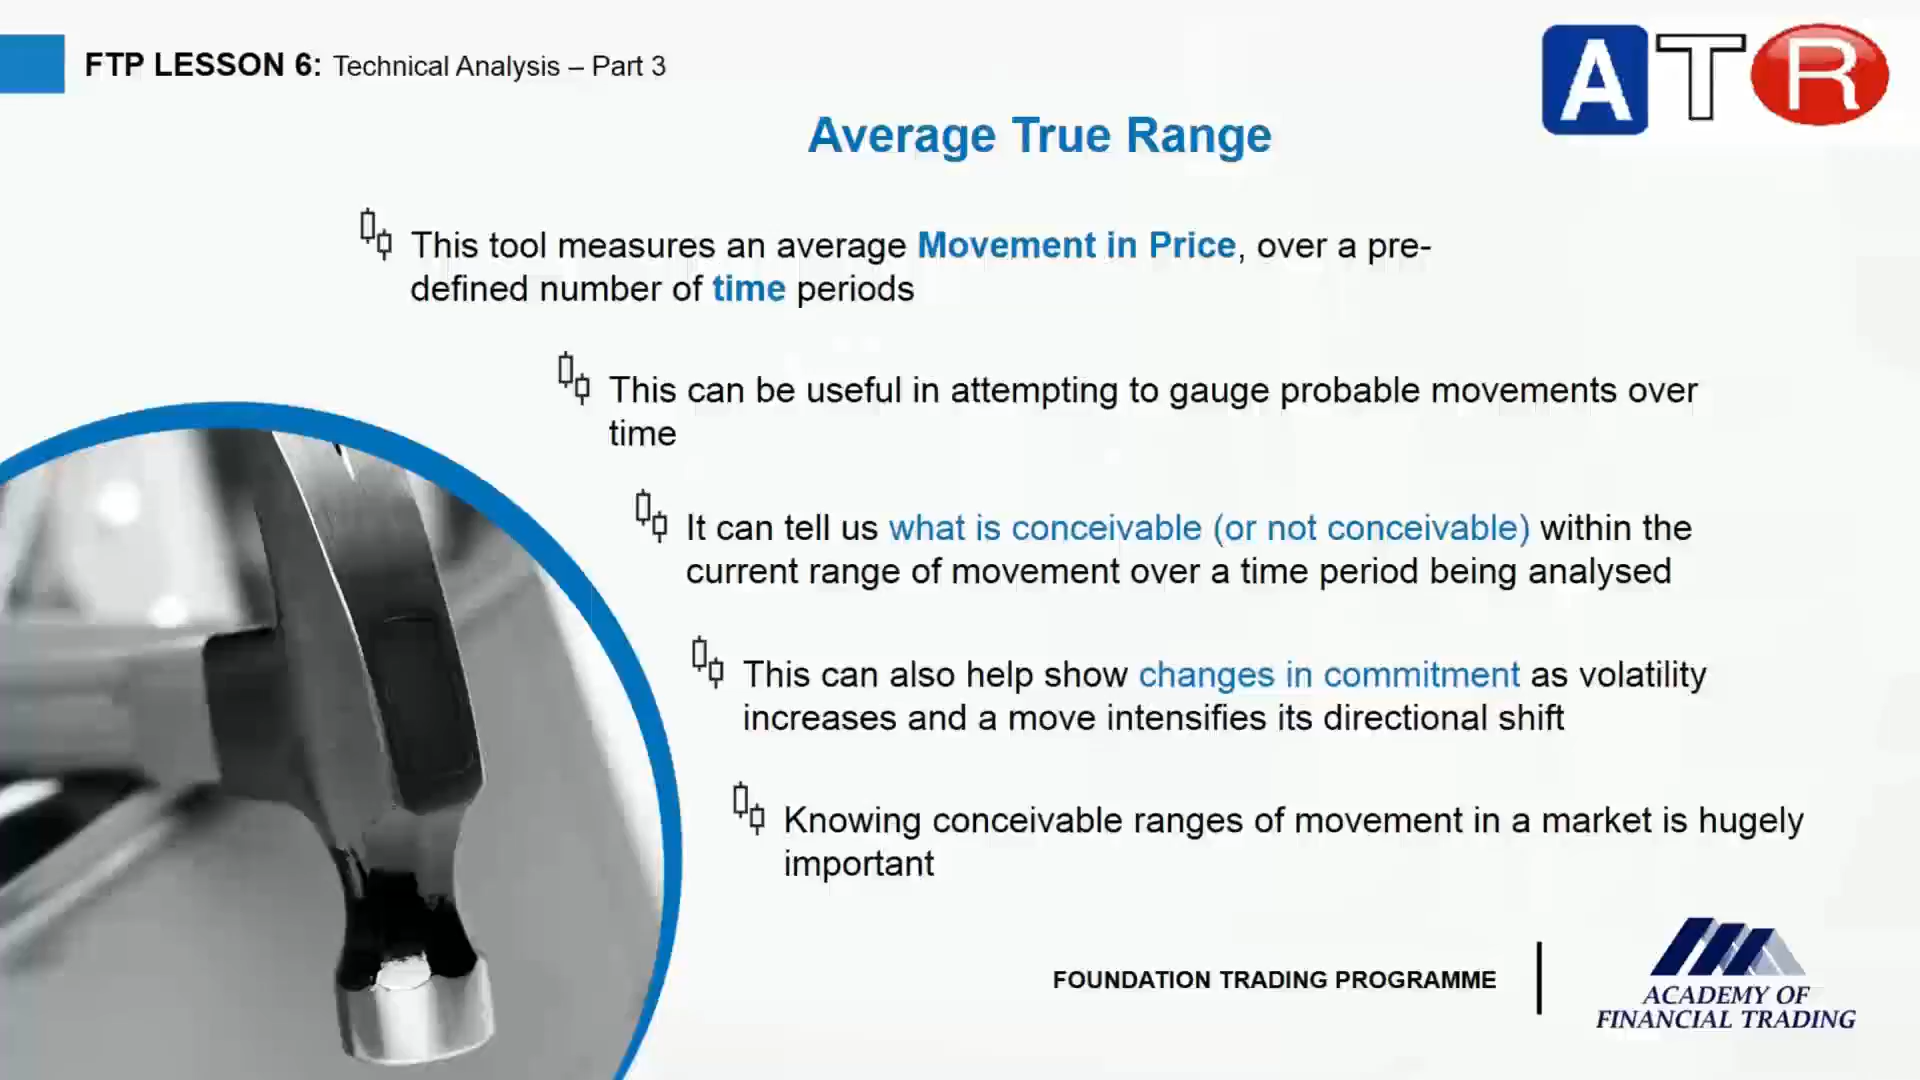 FTP LESSON 6: Technical Analysis – Part 3
ATR
Average True Range
This tool measures an average Movement in Price, over a pre-
defined number of time periods
This can be useful in attempting to gauge probable movements over
time
It can tell us what is conceivable (or not conceivable) within the
current range of movement over a time period being analysed
This can also help show changes in commitment as volatility
increases and a move intensifies its directional shift
Knowing conceivable ranges of movement in a market is hugely
important
FOUNDATION TRADING PROGRAMME
ACADEMY OF
FINANCIAL TRADING